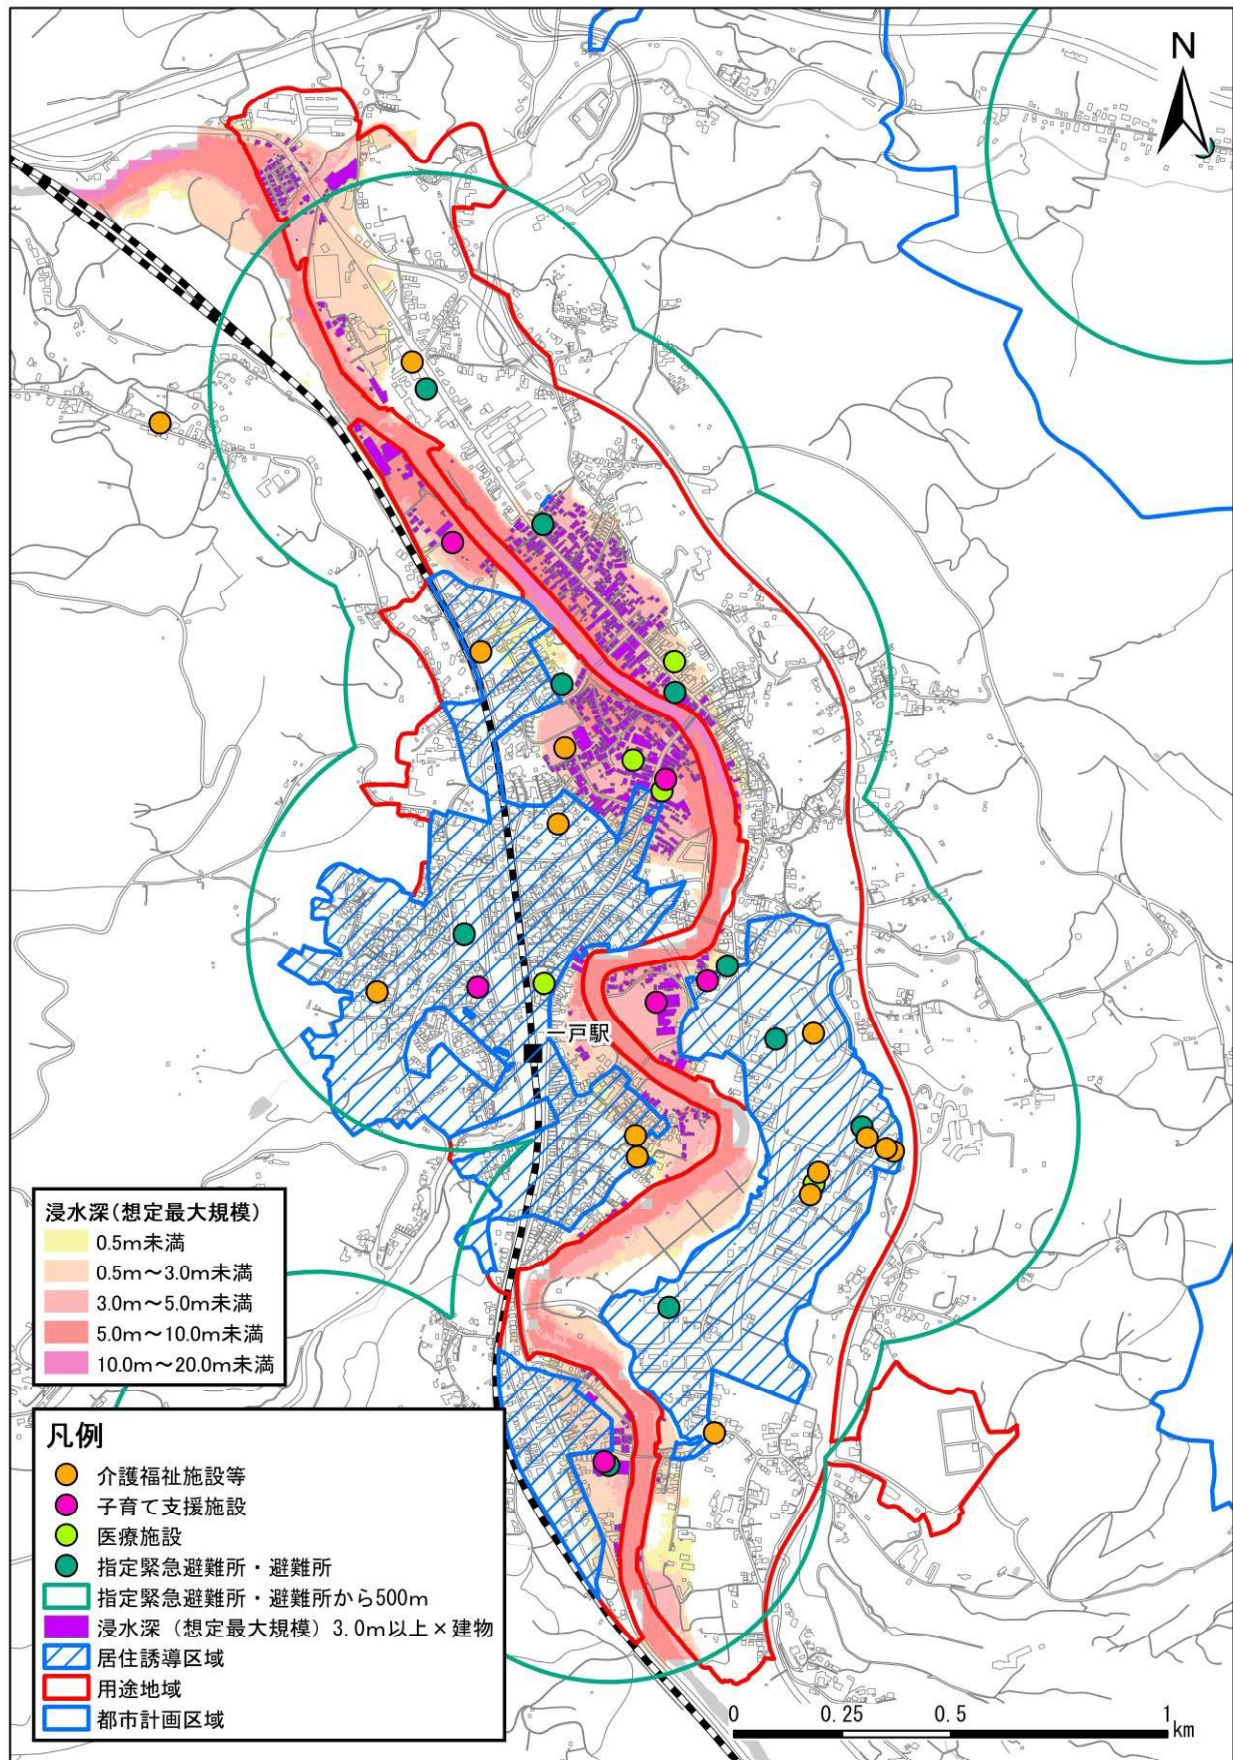 N
一戸駅
浸水深(想定最大規模)
0.5m未満
0.5m～3.0m未満
3.0m～5.0m未満
5.0m～10.0m未満
10.0m～20.0m未満
凡例
介護福祉施設等
子育て支援施設
医療施設
指定緊急避難所・避難所
指定緊急避難所・避難所から500m
浸水深（想定最大規模）3.0m以上×建物
居住誘導区域
用途地域
都市計画区域
0 0.25 0.5 1
km